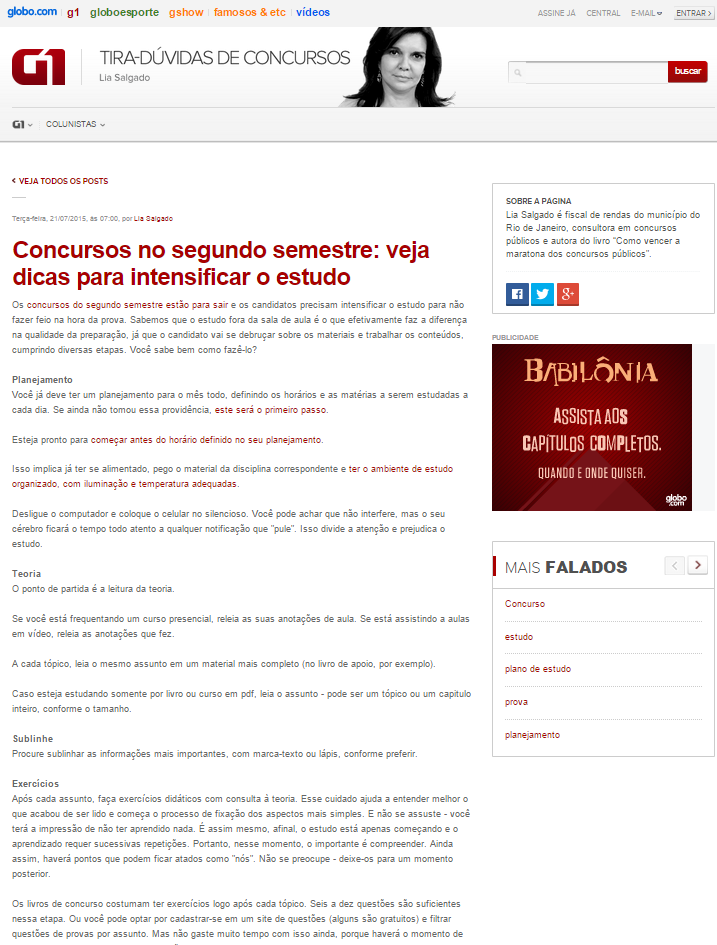 globo.com g1 globoesporte gshow famosos & etc vídeos ASSINE JÁ CENTRAL E-MAIL ENTRAR ›
G1 TIRA-DÚVIDAS DE CONCURSOS
Lia Salgado
buscar
G1 COLUNISTAS
VEJA TODOS OS POSTS
Terça-feira, 21/07/2015, às 07:00, por Lia Salgado
Concursos no segundo semestre: veja
dicas para intensificar o estudo
Os concursos do segundo semestre estão para sair e os candidatos precisam intensificar o estudo para não
fazer feio na hora da prova. Sabemos que o estudo fora da sala de aula é o que efetivamente faz a diferença
na qualidade da preparação, já que o candidato vai se debruçar sobre os materiais e trabalhar os conteúdos,
cumprindo diversas etapas. Você sabe bem como fazê-lo?
Planejamento
Você já deve ter um planejamento para o mês todo, definindo os horários e as matérias a serem estudadas a
cada dia. Se ainda não tomou essa providência, este será o primeiro passo.
Esteja pronto para começar antes do horário definido no seu planejamento.
Isso implica já ter se alimentado, pego o material da disciplina correspondente e ter o ambiente de estudo
organizado, com iluminação e temperatura adequadas.
Desligue o computador e coloque o celular no silencioso. Você pode achar que não interfere, mas o seu
cérebro ficará o tempo todo atento a qualquer notificação que "pule". Isso divide a atenção e prejudica o
estudo.
Teoria
O ponto de partida é a leitura da teoria.
Se você está frequentando um curso presencial, releia as suas anotações de aula. Se está assistindo a aulas
em vídeo, releia as anotações que fez.
A cada tópico, leia o mesmo assunto em um material mais completo (no livro de apoio, por exemplo).
Caso esteja estudando somente por livro ou curso em pdf, leia o assunto - pode ser um tópico ou um capitulo
inteiro, conforme o tamanho.
Sublinhe
Procure sublinhar as informações mais importantes, com marca-texto ou lápis, conforme preferir.
Exercícios
Após cada assunto, faça exercícios didáticos com consulta à teoria. Esse cuidado ajuda a entender melhor o
que acabou de ser lido e começa o processo de fixação dos aspectos mais simples. E não se assuste - você
terá a impressão de não ter aprendido nada. É assim mesmo, afinal, o estudo está apenas começando e o
aprendizado requer sucessivas repetições. Portanto, nesse momento, o importante é compreender. Ainda
assim, haverá pontos que podem ficar atados como "nós". Não se preocupe - deixe-os para um momento
posterior.
Os livros de concurso costumam ter exercícios logo após cada tópico. Seis a dez questões são suficientes
nessa etapa. Ou você pode optar por cadastrar-se em um site de questões (alguns são gratuitos) e filtrar
questões de provas por assunto. Mas não gaste muito tempo com isso ainda, porque haverá o momento de
SOBRE A PÁGINA
Lia Salgado é fiscal de rendas do município do
Rio de Janeiro, consultora em concursos
públicos e autora do livro "Como vencer a
maratona dos concursos públicos".
PUBLICIDADE
BABILÔNIA
ASSISTA AOS
CAPÍTULOS COMPLETOS.
QUANDO E ONDE QUISER.
globo
.com
MAIS FALADOS
Concurso
estudo
plano de estudo
prova
planejamento